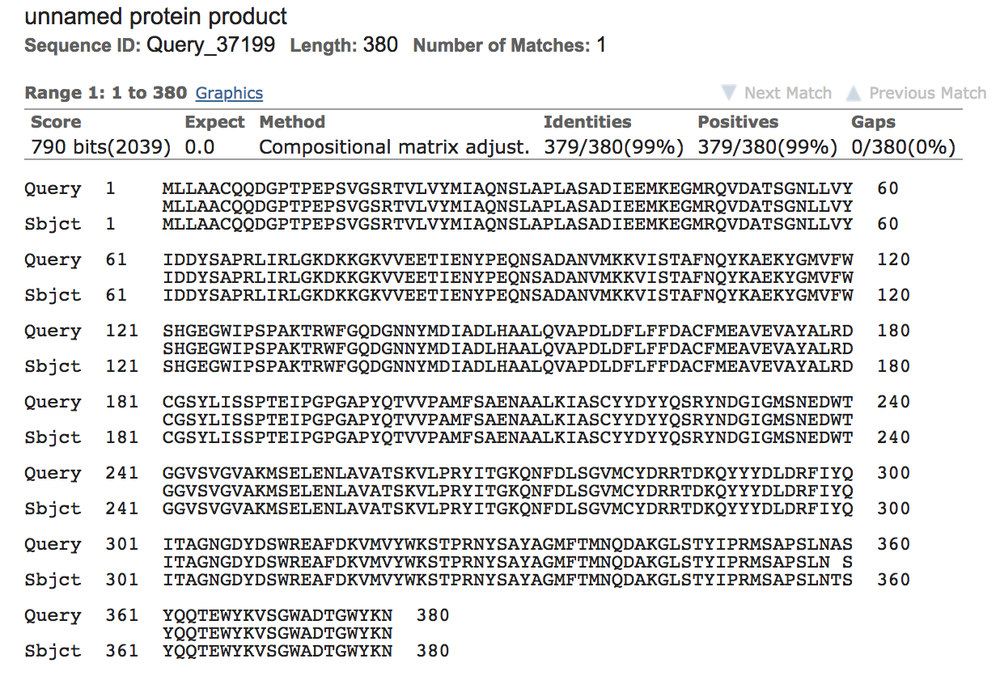 unnamed protein product
Sequence ID: Query_37199 Length: 380 Number of Matches: 1
Range 1: 1 to 380 Graphics Next Match Previous Match
Score Expect Method Identities Positives Gaps
790 bits(2039) 0.0 Compositional matrix adjust. 379/380(99%) 379/380(99%) 0/380(0%)
Query 1 MLLAACQQDGPTPEPSVGSRTVLVYMIAQNSLAPLASADIEEMKEGMRQVDATSGNLLVY 60
MLLAACQQDGPTPEPSVGSRTVLVYMIAQNSLAPLASADIEEMKEGMRQVDATSGNLLVY
Sbjct 1 MLLAACQQDGPTPEPSVGSRTVLVYMIAQNSLAPLASADIEEMKEGMRQVDATSGNLLVY 60
Query 61 IDDYSAPRLIRLGKDKKGKVVEETIENYPEQNSADANVMKKVISTAFNQYKAEKYGMVFW 120
IDDYSAPRLIRLGKDKKGKVVEETIENYPEQNSADANVMKKVISTAFNQYKAEKYGMVFW
Sbjct 61 IDDYSAPRLIRLGKDKKGKVVEETIENYPEQNSADANVMKKVISTAFNQYKAEKYGMVFW 120
Query 121 SHGEGWIPSPAKTRWFGQDGNNYMDIADLHAALQVAPDLDFLFFDACFMEAVEVAYALRD 180
SHGEGWIPSPAKTRWFGQDGNNYMDIADLHAALQVAPDLDFLFFDACFMEAVEVAYALRD
Sbjct 121 SHGEGWIPSPAKTRWFGQDGNNYMDIADLHAALQVAPDLDFLFFDACFMEAVEVAYALRD 180
Query 181 CGSYLISSPTEIPGPGAPYQTVVPAMFSAENAALKIASCYYDYYQSRYNDGIGMSNEDWT 240
CGSYLISSPTEIPGPGAPYQTVVPAMFSAENAALKIASCYYDYYQSRYNDGIGMSNEDWT
Sbjct 181 CGSYLISSPTEIPGPGAPYQTVVPAMFSAENAALKIASCYYDYYQSRYNDGIGMSNEDWT 240
Query 241 GGVSVGVAKMSELENLAVATSKVLPRYITGKQNFDLSGVMCYDRRTDKQYYYDLDRFIYQ 300
GGVSVGVAKMSELENLAVATSKVLPRYITGKQNFDLSGVMCYDRRTDKQYYYDLDRFIYQ
Sbjct 241 GGVSVGVAKMSELENLAVATSKVLPRYITGKQNFDLSGVMCYDRRTDKQYYYDLDRFIYQ 300
Query 301 ITAGNGDYDSWREAFDKVMVYWKSTPRNYSAYAGMFTMNQDAKGLSTYIPRMSAPSLNAS 360
ITAGNGDYDSWREAFDKVMVYWKSTPRNYSAYAGMFTMNQDAKGLSTYIPRMSAPSLN S
Sbjct 301 ITAGNGDYDSWREAFDKVMVYWKSTPRNYSAYAGMFTMNQDAKGLSTYIPRMSAPSLNTS 360
Query 361 YQQTEWYKVSGWADTGWYKN 380
YQQTEWYKVSGWADTGWYKN
Sbjct 361 YQQTEWYKVSGWADTGWYKN 380